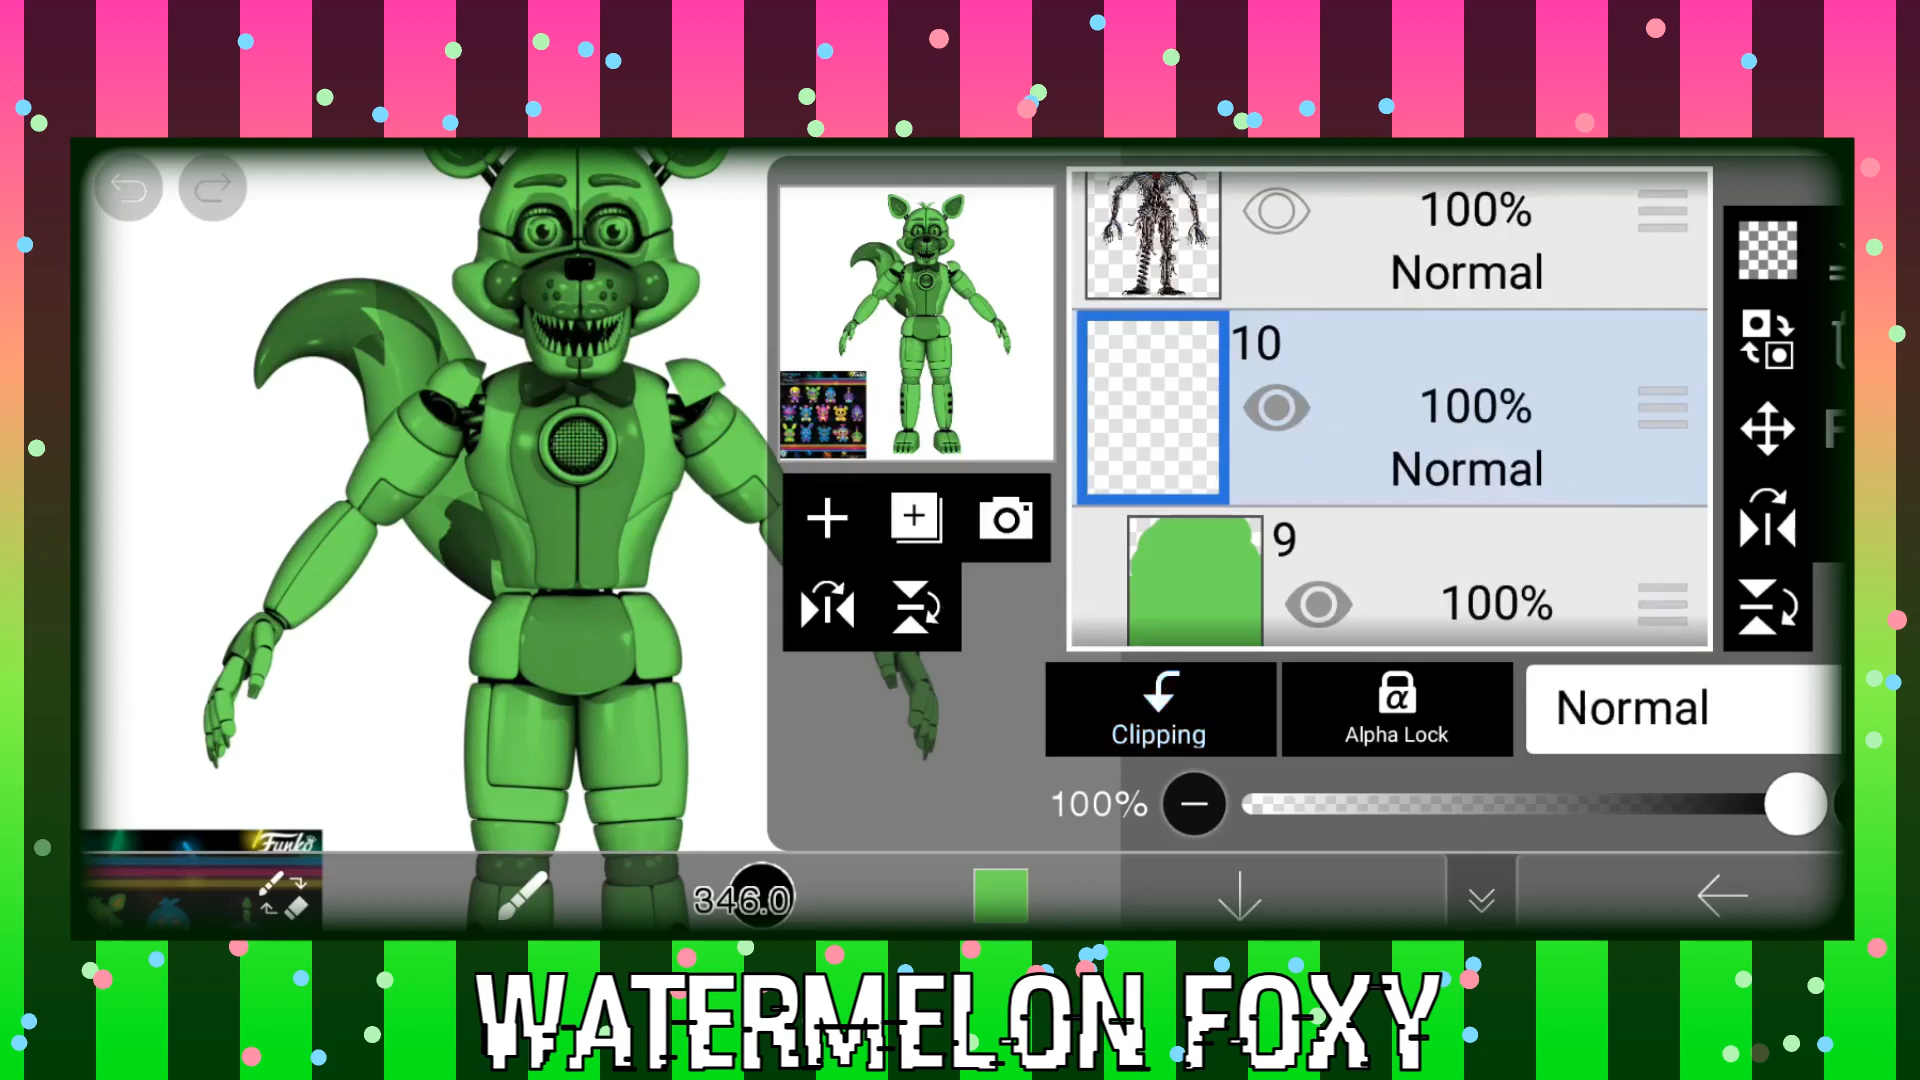 100%
Normal
10
100%
Normal
9
100%
Clipping
α
Alpha Lock
Normal
100%
Funko
346.0
WATERMELON FOXY